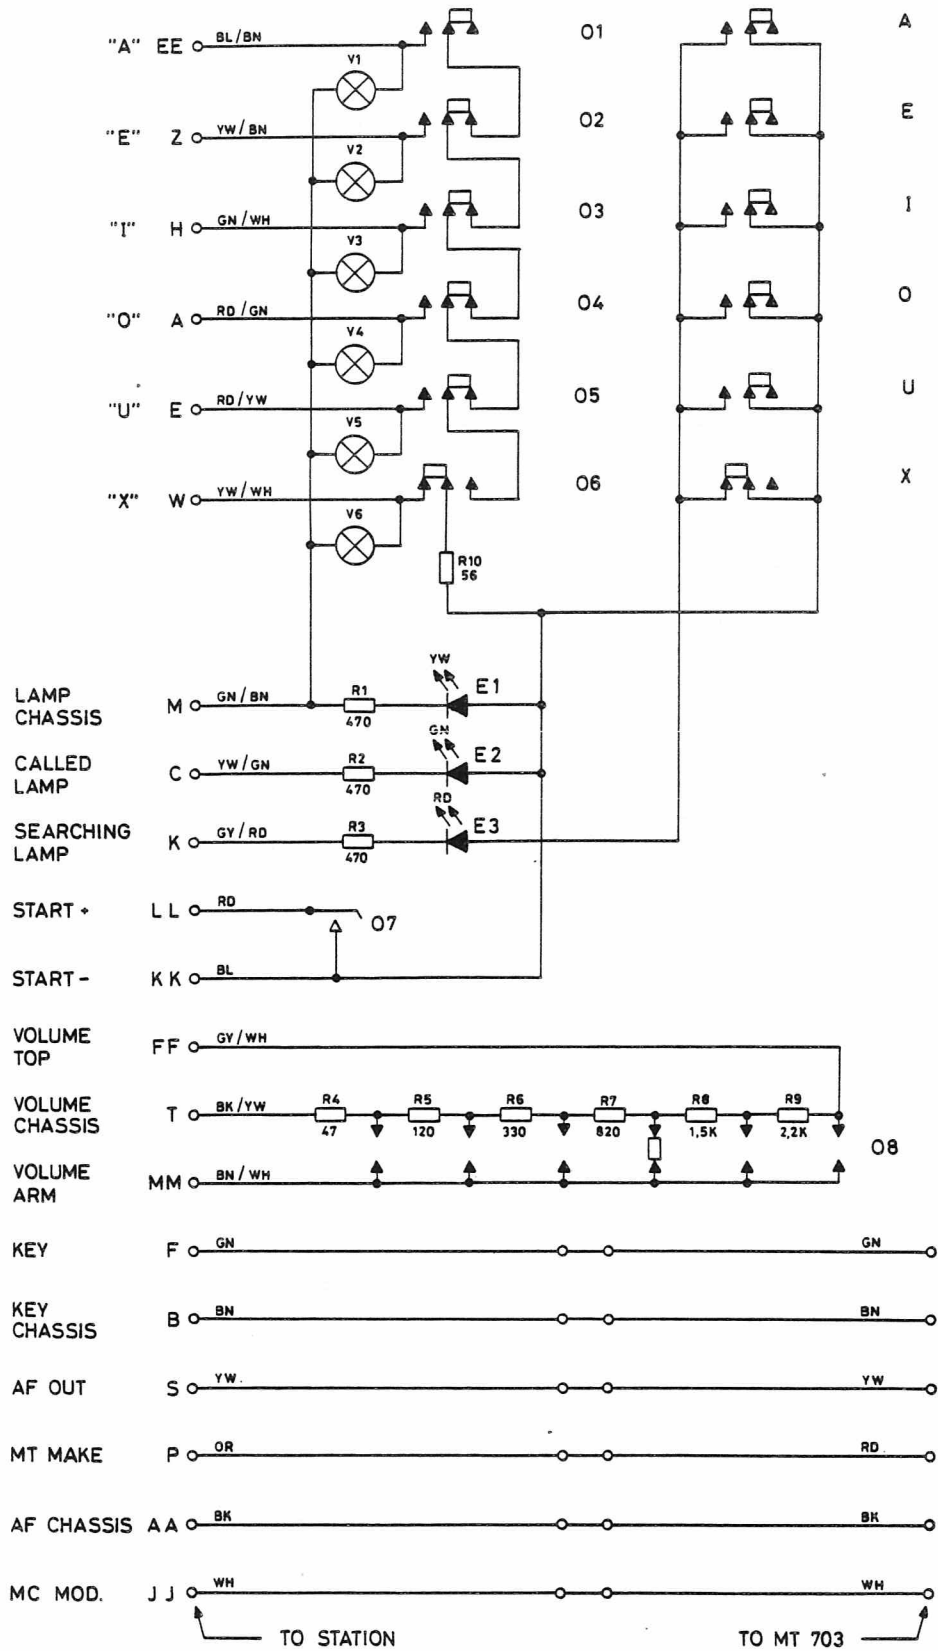 "A" EE BL/BN O1 A
V1
"E" Z YW/BN O2 E
V2
"I" H GN/WH O3 I
V3
"O" A RD/GN O4 O
V4
"U" E RD/YW O5 U
V5
"X" W YW/WH O6 X
V6
R10
56
YW
LAMP
CHASSIS M GN/BN R1 E1
470
GN
CALLED
LAMP C YW/GN R2 E2
470
RD
SEARCHING
LAMP K GY/RD R3 E3
470
START + LL RD O7
START - KK BL
VOLUME
TOP FF GY/WH
VOLUME
CHASSIS T BK/YW R4 R5 R6 R7 R8 R9
47 120 330 820 1,5K 2,2K
O8
VOLUME
ARM MM BN/WH
KEY F GN GN
KEY
CHASSIS B BN BN
AF OUT S YW YW
MT MAKE P OR RD
AF CHASSIS AA BK BK
MC MOD. JJ WH WH
TO STATION TO MT 703